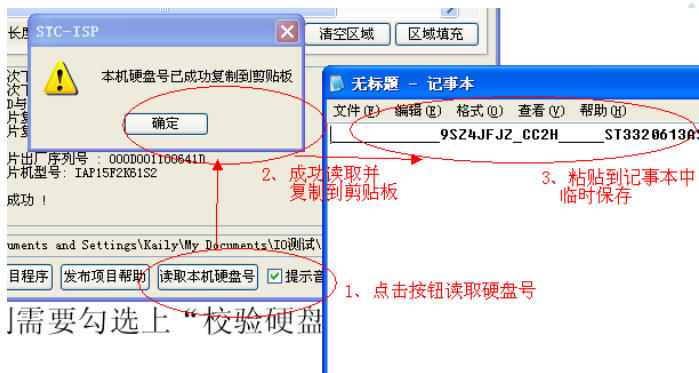 长度
STC-ISP
清空区域
区域填充
本机硬盘号已成功复制到剪贴板
确定
无标题 - 记事本
文件(F) 编辑(E) 格式(O) 查看(V) 帮助(H)
9SZ4JFJZ_CC2H____ST3320613AS
片出厂序列号 : 000D0001100641D
片机型号: IAP15F2K61S2
成功 !
2、成功读取并
复制到剪贴板
3、粘贴到记事本中
临时保存
uments and Settings\Kaily\My Documents\IO测试\
目程序
发布项目帮助
读取本机硬盘号
提示音
1、点击按钮读取硬盘号
需要勾选上“校验硬盘